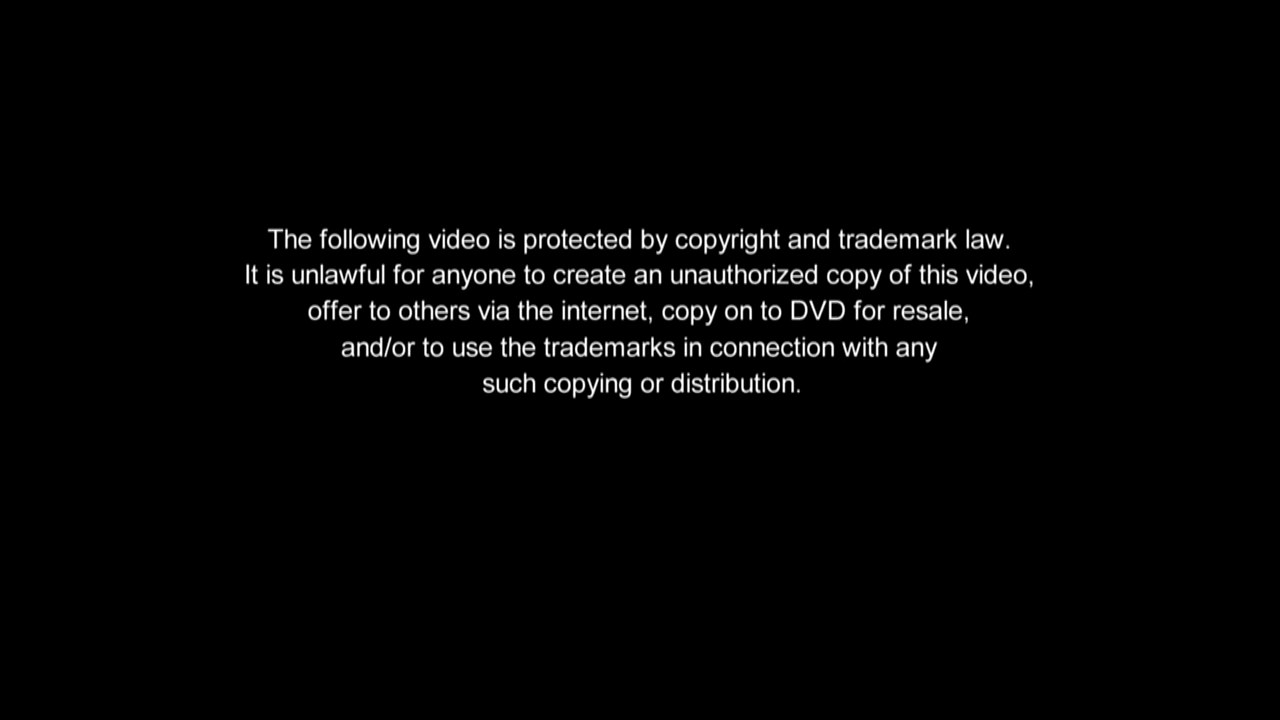 The following video is protected by copyright and trademark law.
It is unlawful for anyone to create an unauthorized copy of this video,
offer to others via the internet, copy on to DVD for resale,
and/or to use the trademarks in connection with any
such copying or distribution.